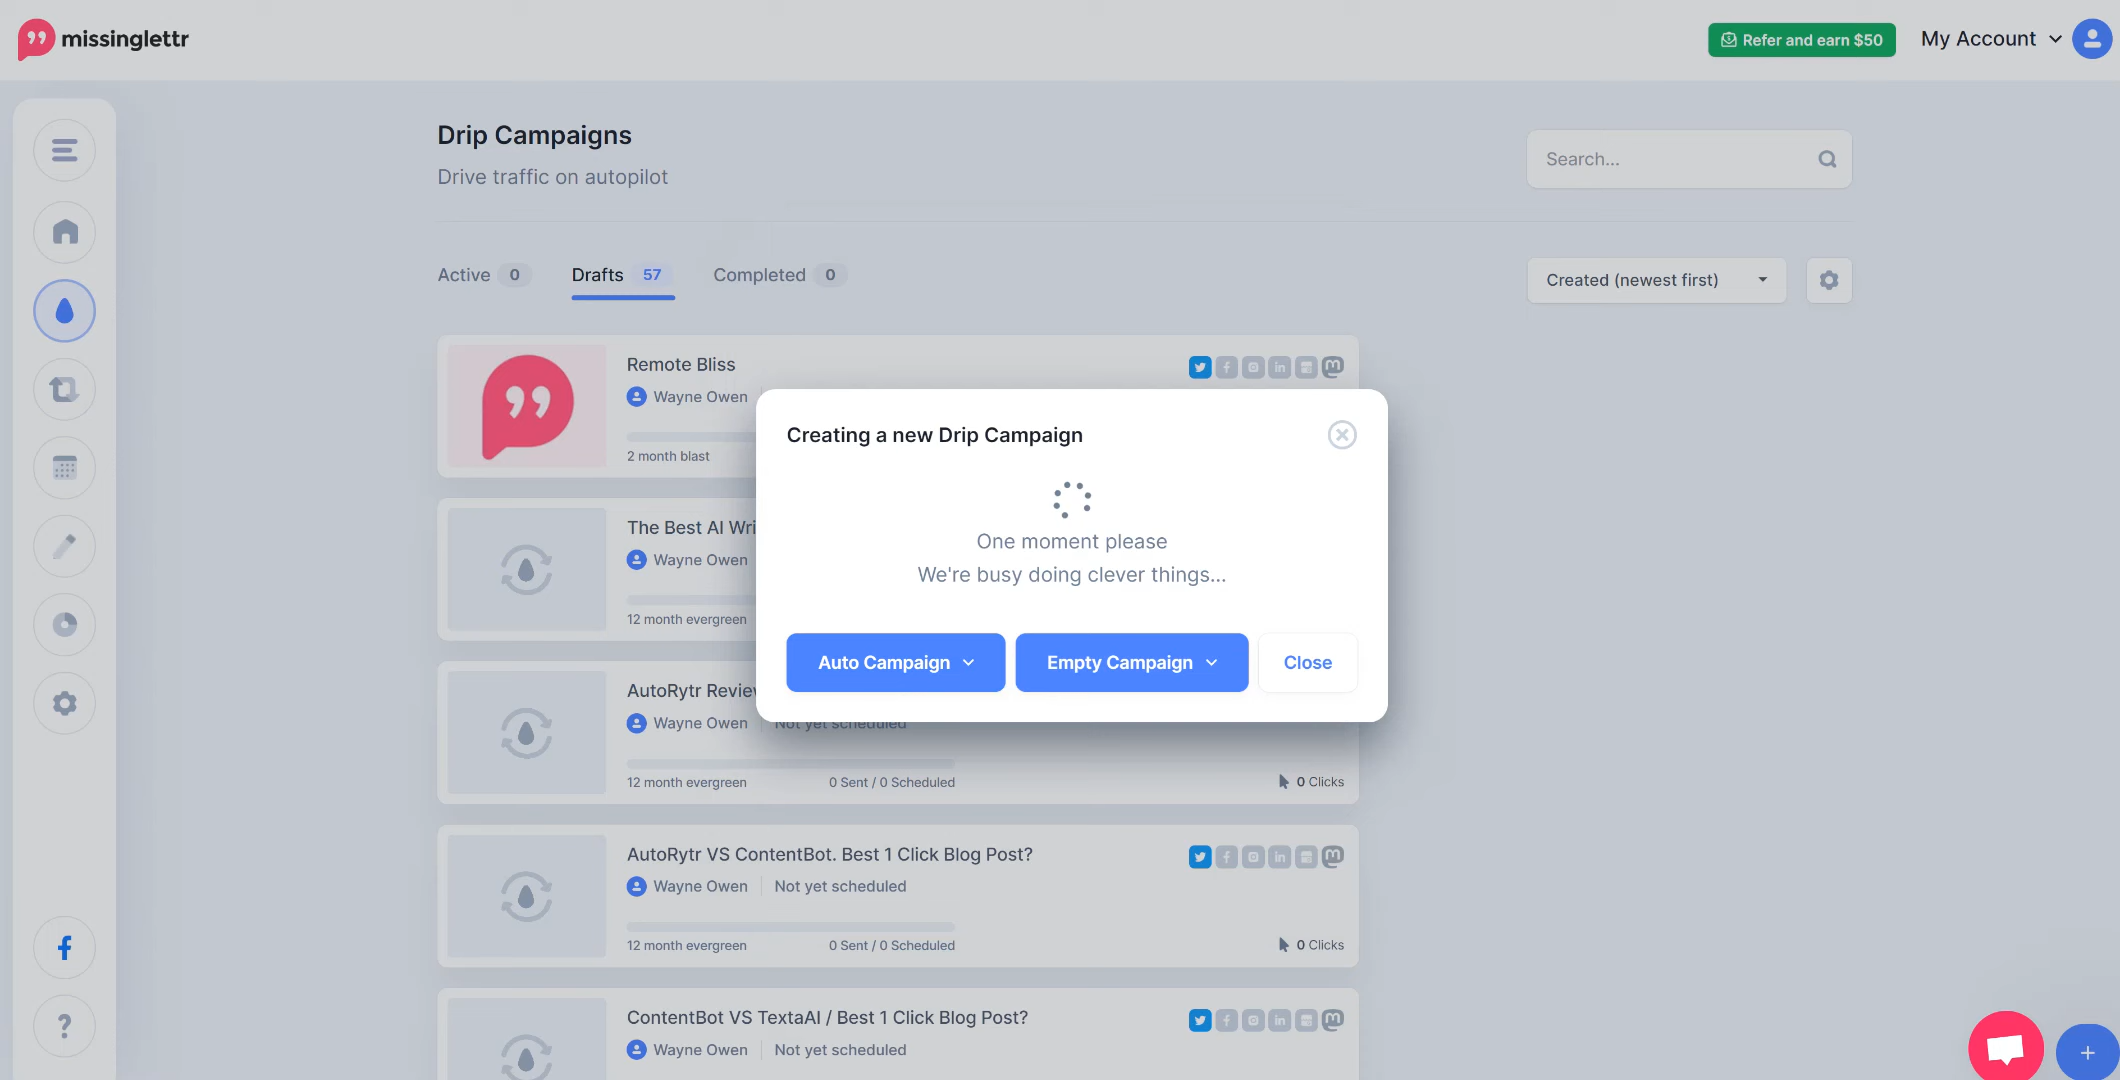 missinglettr
Refer and earn $50
My Account
Drip Campaigns
Drive traffic on autopilot
Search...
Active 0
Drafts 57
Completed 0
Created (newest first)
Remote Bliss
Wayne Owen
2 month blast
The Best AI Wri
Wayne Owen
12 month evergreen
Creating a new Drip Campaign
One moment please
We're busy doing clever things...
Auto Campaign
Empty Campaign
Close
AutoRytr Review
Wayne Owen
Not yet scheduled
12 month evergreen
0 Sent / 0 Scheduled
0 Clicks
AutoRytr VS ContentBot. Best 1 Click Blog Post?
Wayne Owen
Not yet scheduled
12 month evergreen
0 Sent / 0 Scheduled
0 Clicks
ContentBot VS TextaAI / Best 1 Click Blog Post?
Wayne Owen
Not yet scheduled